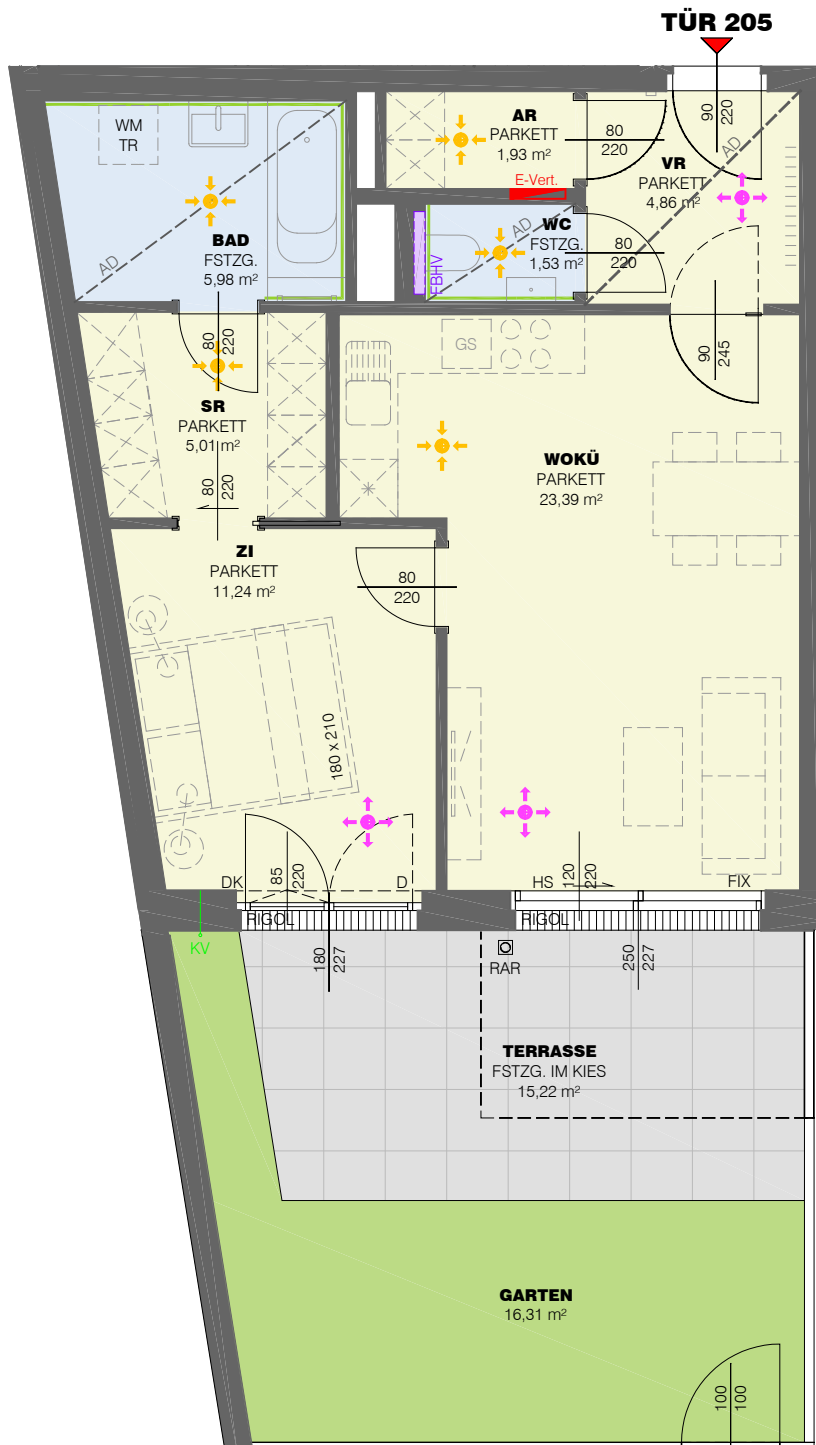 TÜR 205
WM
TR
AD
BAD
FSTZG.
5,98 m²
AR
PARKETT
1,93 m²
E-Vert.
80
220
90
220
AD
VR
PARKETT
4,86 m²
FBHV
AD
WC
FSTZG.
1,53 m²
80
220
90
245
80
220
SR
PARKETT
5,01 m²
80
220
GS
WOKÜ
PARKETT
23,39 m²
ZI
PARKETT
11,24 m²
80
220
180 x 210
DK
85
220
D
HS
120
220
FIX
RIGOL
RIGOL
KV
180
227
RAR
250
227
TERRASSE
FSTZG. IM KIES
15,22 m²
GARTEN
16,31 m²
100
100